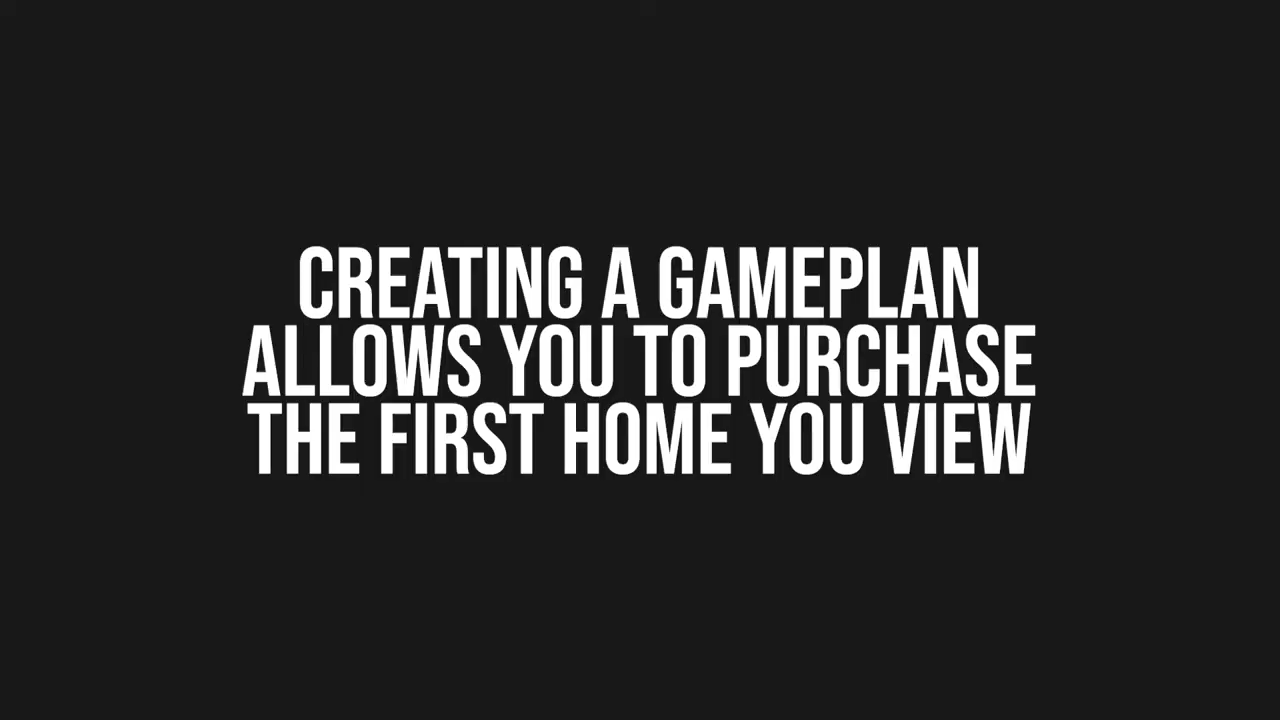 CREATING A GAMEPLAN
ALLOWS YOU TO PURCHASE
THE FIRST HOME YOU VIEW